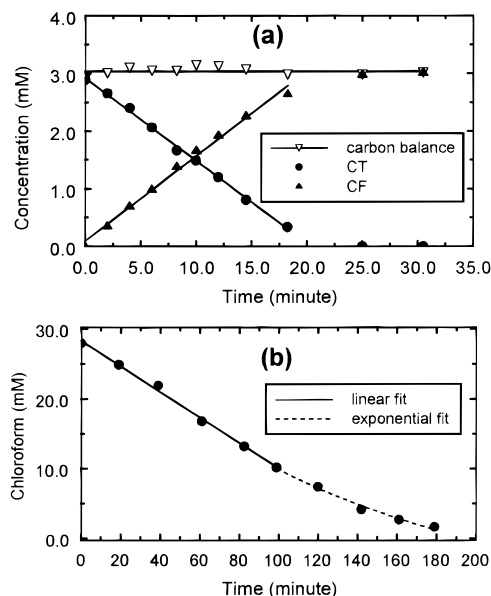 (a)
4.0
3.0
2.0
1.0
0.0
Concentration (mM)
carbon balance
CT
CF
0.0 5.0 10.0 15.0 20.0 25.0 30.0 35.0
Time (minute)
(b)
30.0
20.0
10.0
0.0
Chloroform (mM)
linear fit
exponential fit
0 20 40 60 80 100 120 140 160 180 200
Time (minute)